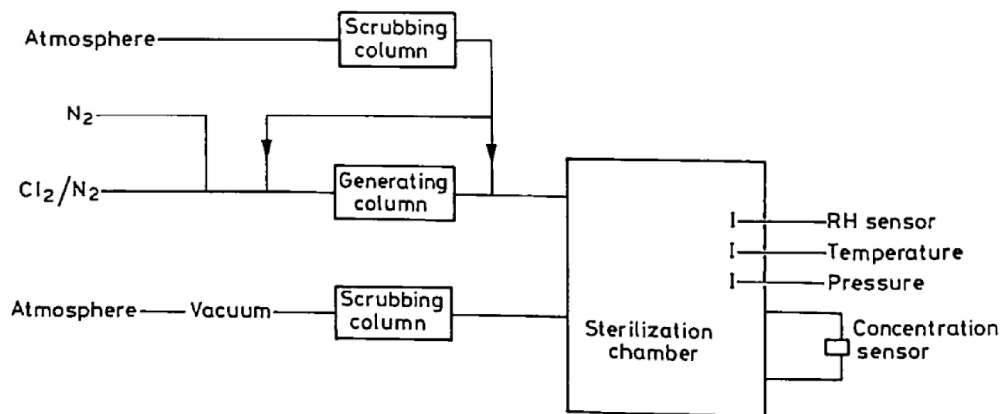 Atmosphere
Scrubbing
column
N₂
Cl₂/N₂
Generating
column
RH sensor
Temperature
Pressure
Atmosphere
Vacuum
Scrubbing
column
Sterilization
chamber
Concentration
sensor